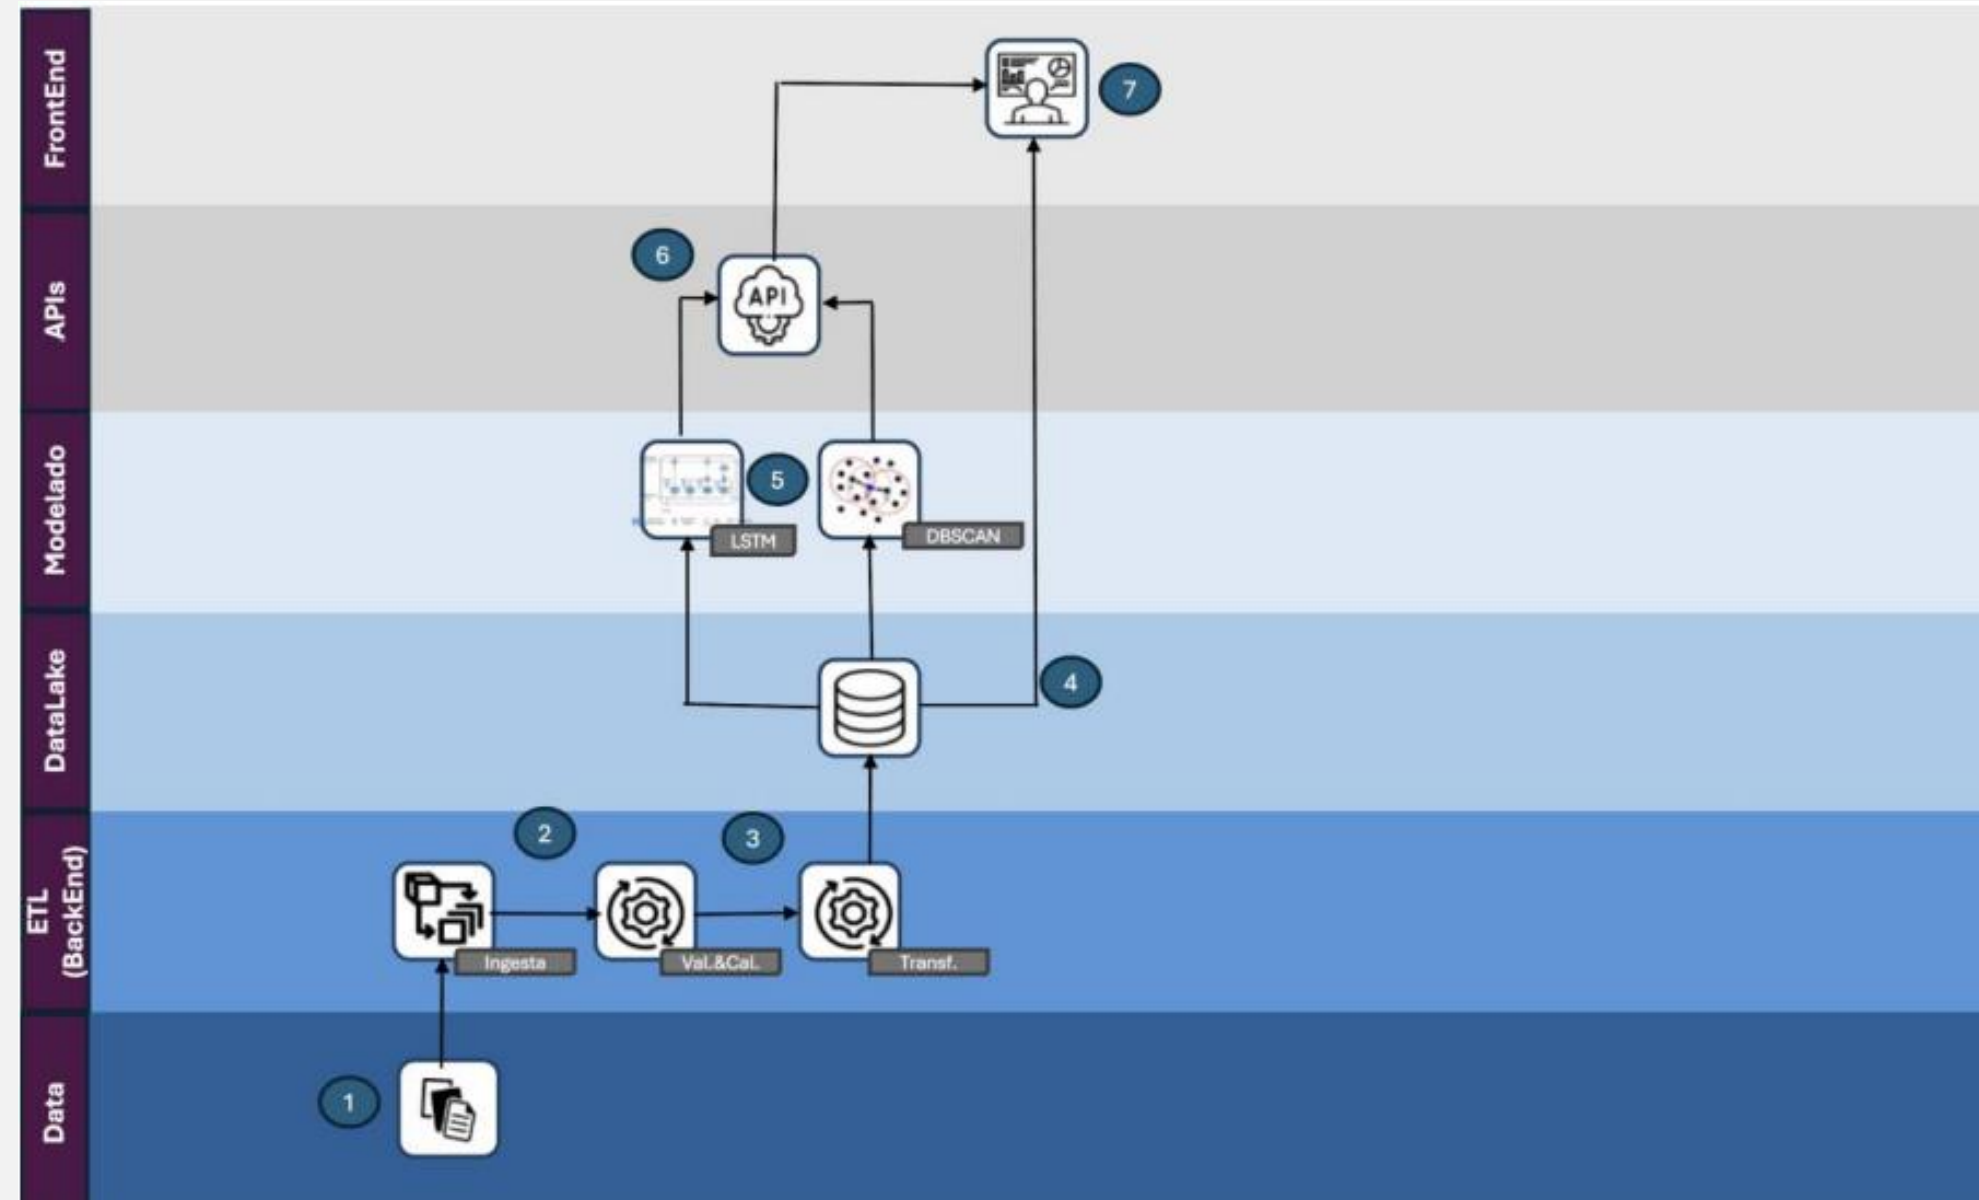 FrontEnd
7
APIs
6
API
Modelado
5
LSTM
DBSCAN
DataLake
4
ETL
(BackEnd)
2
3
Ingesta
Val.&Cal.
Transf.
Data
1